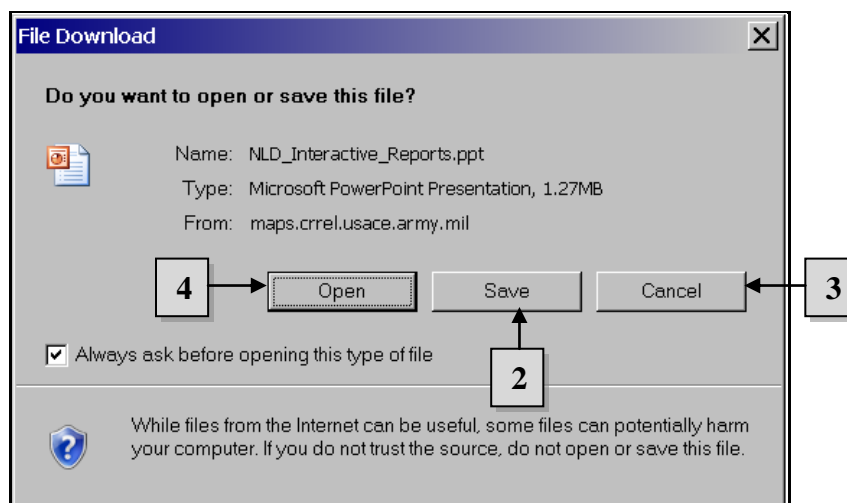 File Download
Do you want to open or save this file?
Name: NLD_Interactive_Reports.ppt
Type: Microsoft PowerPoint Presentation, 1.27MB
From: maps.crrel.usace.army.mil
4 Open Save Cancel 3
Always ask before opening this type of file
2
While files from the Internet can be useful, some files can potentially harm
your computer. If you do not trust the source, do not open or save this file.